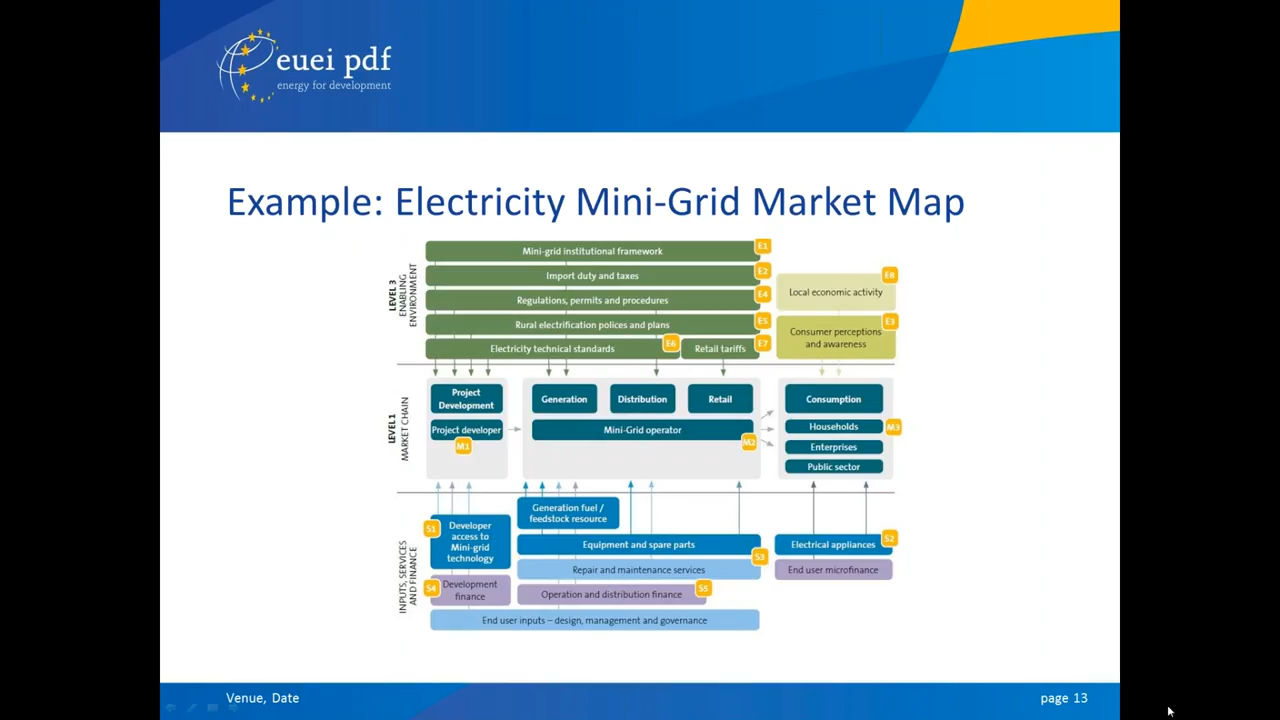 euei pdf
energy for development
Example: Electricity Mini-Grid Market Map
LEVEL 3
ENABLING
ENVIRONMENT
Mini-grid institutional framework
E1
Import duty and taxes
E2
Regulations, permits and procedures
E4
Rural electrification polices and plans
E5
Electricity technical standards
E6
Retail tariffs
E7
Local economic activity
E8
Consumer perceptions
and awareness
E3
LEVEL 1
MARKET CHAIN
Project
Development
Project developer
M1
Generation
Distribution
Retail
Mini-Grid operator
M2
Consumption
Households
M3
Enterprises
Public sector
INPUTS, SERVICES
AND FINANCE
S1
Developer
access to
Mini-grid
technology
S4
Development
finance
Generation fuel /
feedstock resource
Equipment and spare parts
S3
Repair and maintenance services
Operation and distribution finance
S5
End user inputs – design, management and governance
Electrical appliances
S2
End user microfinance
Venue, Date
page 13